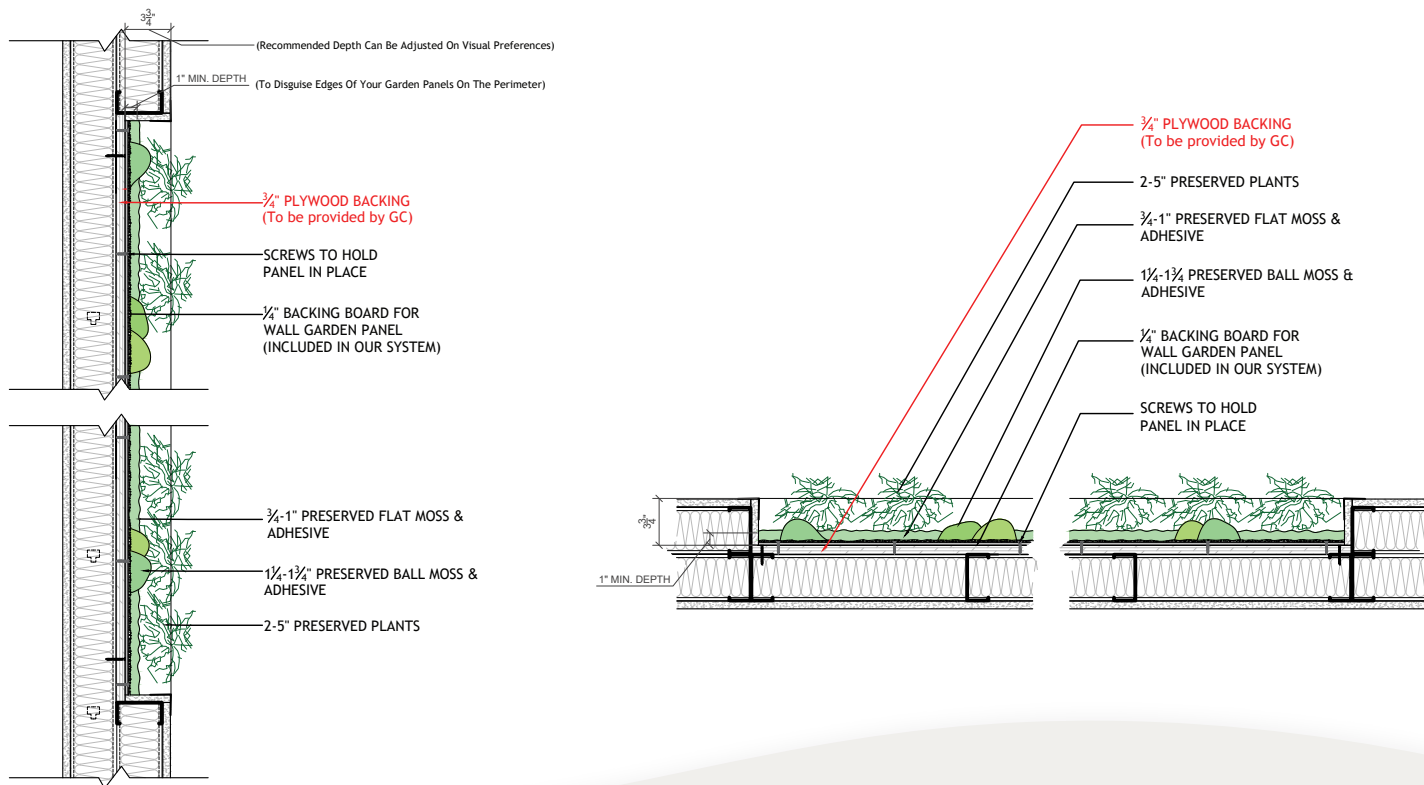 3¾"
(Recommended Depth Can Be Adjusted On Visual Preferences)
1" MIN. DEPTH
(To Disguise Edges Of Your Garden Panels On The Perimeter)
¾" PLYWOOD BACKING
(To be provided by GC)
SCREWS TO HOLD
PANEL IN PLACE
¼" BACKING BOARD FOR
WALL GARDEN PANEL
(INCLUDED IN OUR SYSTEM)
¾-1" PRESERVED FLAT MOSS &
ADHESIVE
1¼-1¾" PRESERVED BALL MOSS &
ADHESIVE
2-5" PRESERVED PLANTS
¾" PLYWOOD BACKING
(To be provided by GC)
2-5" PRESERVED PLANTS
¾-1" PRESERVED FLAT MOSS &
ADHESIVE
1¼-1¾ PRESERVED BALL MOSS &
ADHESIVE
¼" BACKING BOARD FOR
WALL GARDEN PANEL
(INCLUDED IN OUR SYSTEM)
SCREWS TO HOLD
PANEL IN PLACE
3¾"
1" MIN. DEPTH